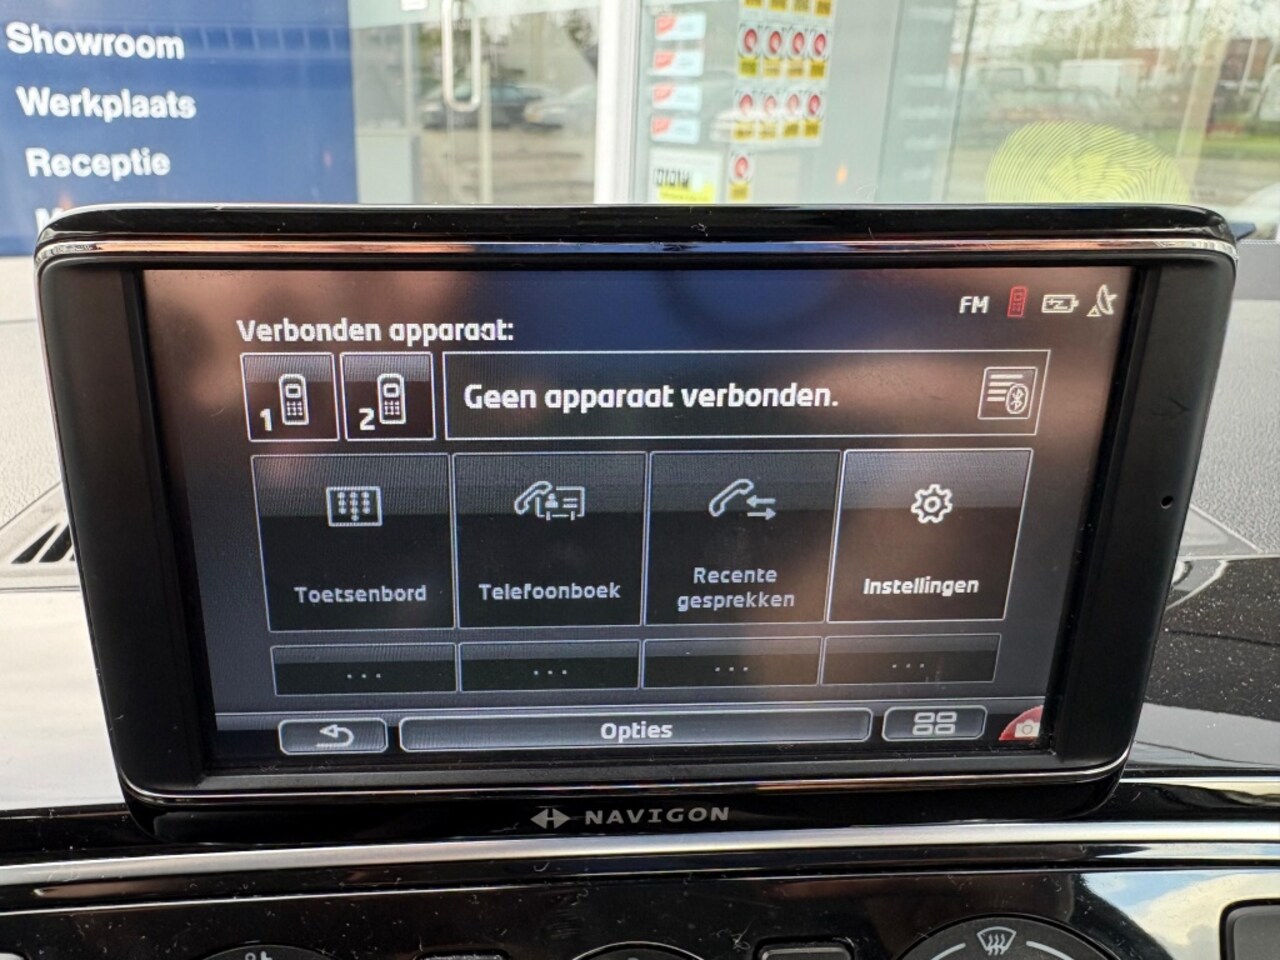 Showroom
Werkplaats
Receptie
FM
Verbonden apparaat:
1
2
Geen apparaat verbonden.
Toetsenbord
Telefoonboek
Recente
gesprekken
Instellingen
...
...
...
...
Opties
NAVIGON